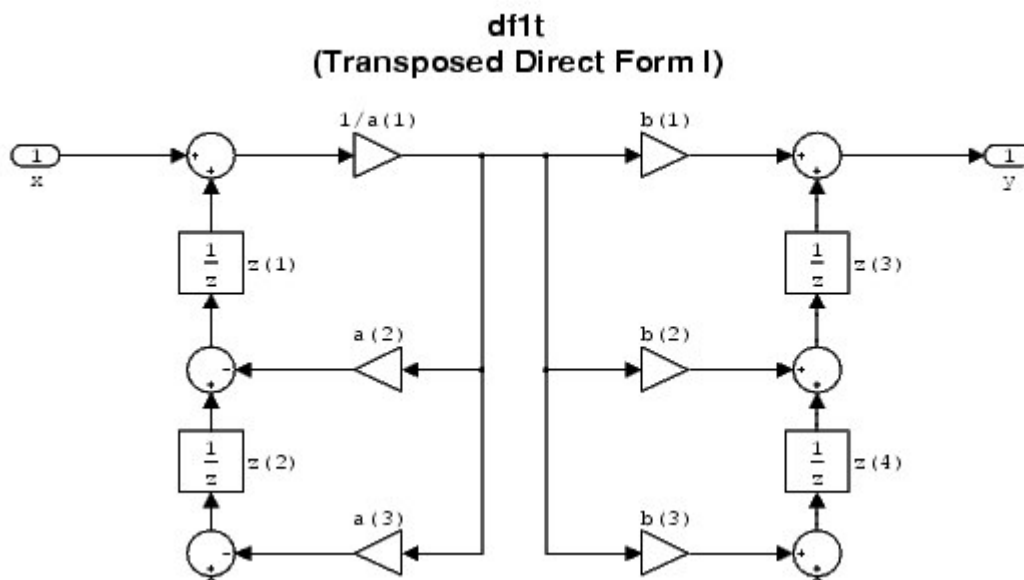 df1t
(Transposed Direct Form I)
1/a(1) b(1)
1 + + + + 1
x y
1 z z(1) 1 z z(3)
a(2) b(2)
- + + +
1 z z(2) 1 z z(4)
a(3) b(3)
- + + +